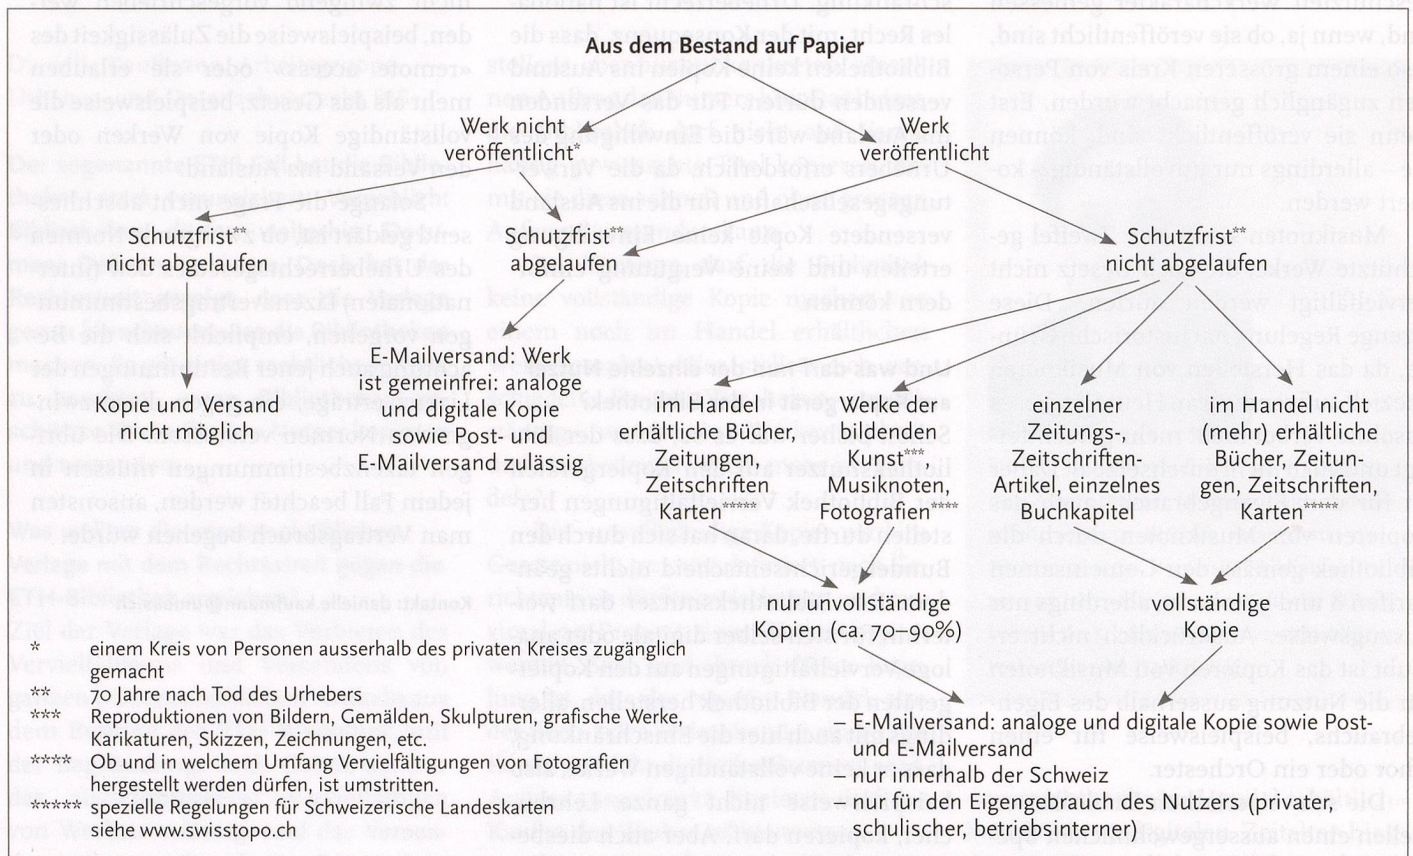 Aus dem Bestand auf Papier
Werk nicht
veröffentlicht*
Werk
veröffentlicht
Schutzfrist**
nicht abgelaufen
Schutzfrist**
abgelaufen
Schutzfrist**
nicht abgelaufen
Kopie und Versand
nicht möglich
E-Mailversand: Werk
ist gemeinfrei: analoge
und digitale Kopie
sowie Post- und
E-Mailversand zulässig
im Handel
erhältliche Bücher,
Zeitungen,
Zeitschriften
Karten*****
Werke der
bildenden
Kunst***,
Musiknoten,
Fotografien****
einzelner
Zeitungs-,
Zeitschriften-
Artikel, einzelnes
Buchkapitel
im Handel nicht
(mehr) erhältliche
Bücher, Zeitun-
gen, Zeitschriften,
Karten*****
nur unvollständige
Kopien (ca. 70–90%)
vollständige
Kopie
– E-Mailversand: analoge und digitale Kopie sowie Post-
und E-Mailversand
– nur innerhalb der Schweiz
– nur für den Eigengebrauch des Nutzers (privater,
schulischer, betriebsinterner)
* einem Kreis von Personen ausserhalb des privaten Kreises zugänglich
gemacht
** 70 Jahre nach Tod des Urhebers
*** Reproduktionen von Bildern, Gemälden, Skulpturen, grafische Werke,
Karikaturen, Skizzen, Zeichnungen, etc.
**** Ob und in welchem Umfang Vervielfältigungen von Fotografien
hergestellt werden dürfen, ist umstritten.
***** spezielle Regelungen für Schweizerische Landeskarten
siehe www.swisstopo.ch